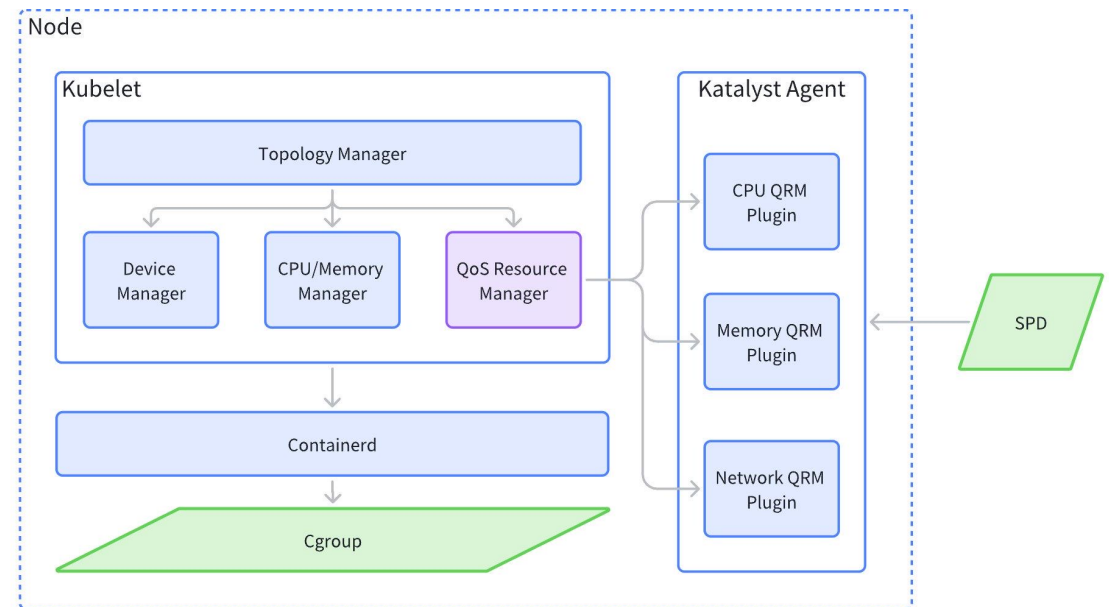 Node
Kubelet
Topology Manager
Device
Manager
CPU/Memory
Manager
QoS Resource
Manager
Containerd
Cgroup
Katalyst Agent
CPU QRM
Plugin
Memory QRM
Plugin
Network QRM
Plugin
SPD